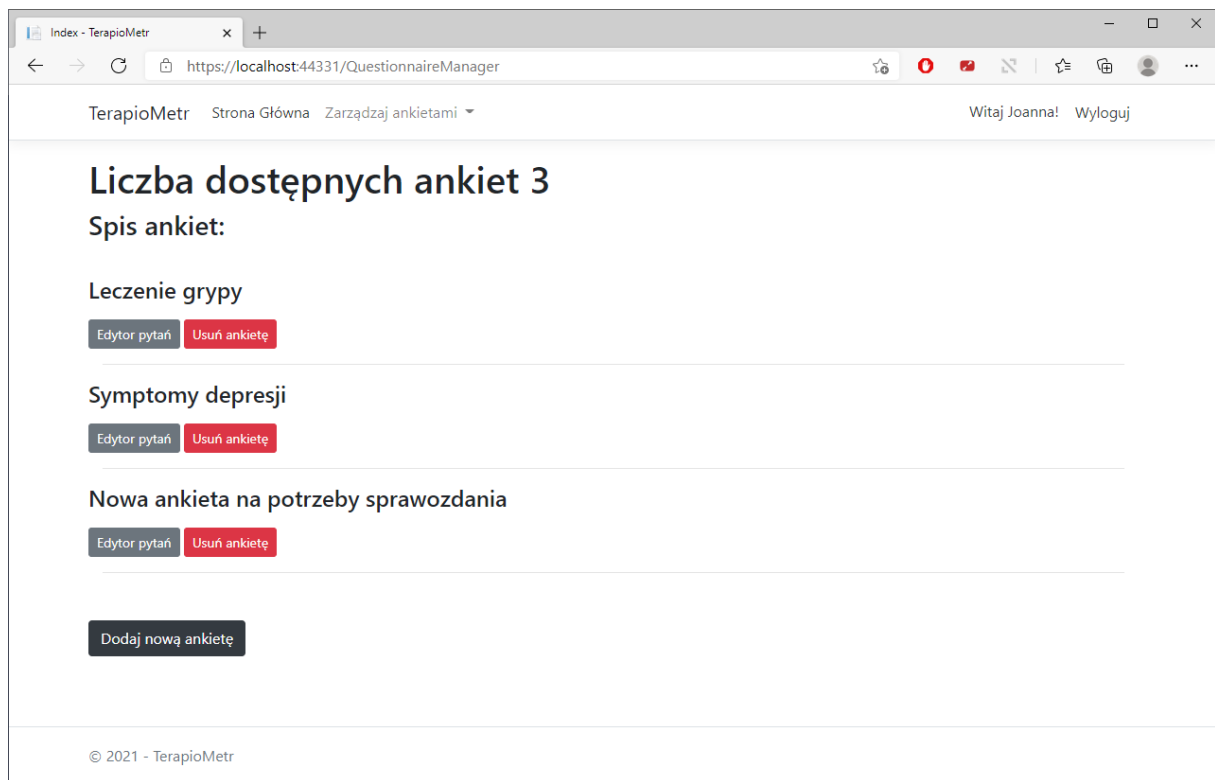 Index - TerapioMetr
https://localhost:44331/QuestionnaireManager
TerapioMetr Strona Główna Zarządzaj ankietami Witaj Joanna! Wyloguj
Liczba dostępnych ankiet 3
Spis ankiet:
Leczenie grypy
Edytor pytań Usuń ankietę
Symptomy depresji
Edytor pytań Usuń ankietę
Nowa ankieta na potrzeby sprawozdania
Edytor pytań Usuń ankietę
Dodaj nową ankietę
© 2021 - TerapioMetr